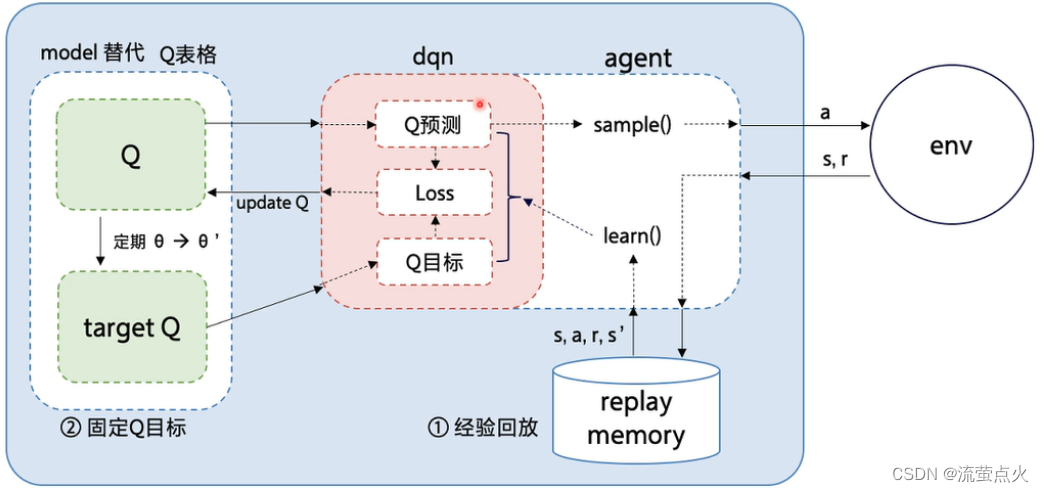 model 替代 Q表格
dqn
agent
Q
Q预测
sample()
a
s, r
env
Loss
update Q
定期 θ → θ’
learn()
Q目标
target Q
s, a, r, s’
② 固定Q目标
① 经验回放
replay
memory
CSDN @流萤点火